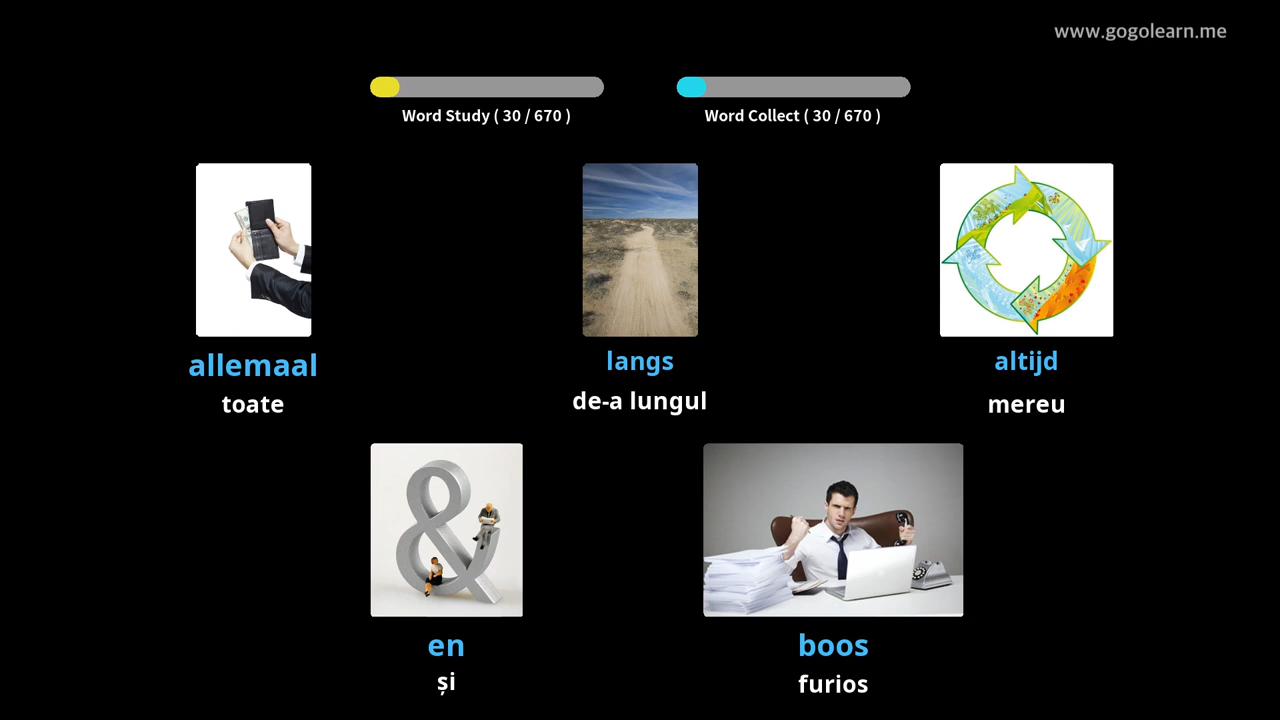 www.gogolearn.me
Word Study ( 30 / 670 )
Word Collect ( 30 / 670 )
allemaal
toate
langs
de-a lungul
altijd
mereu
en
și
boos
furios